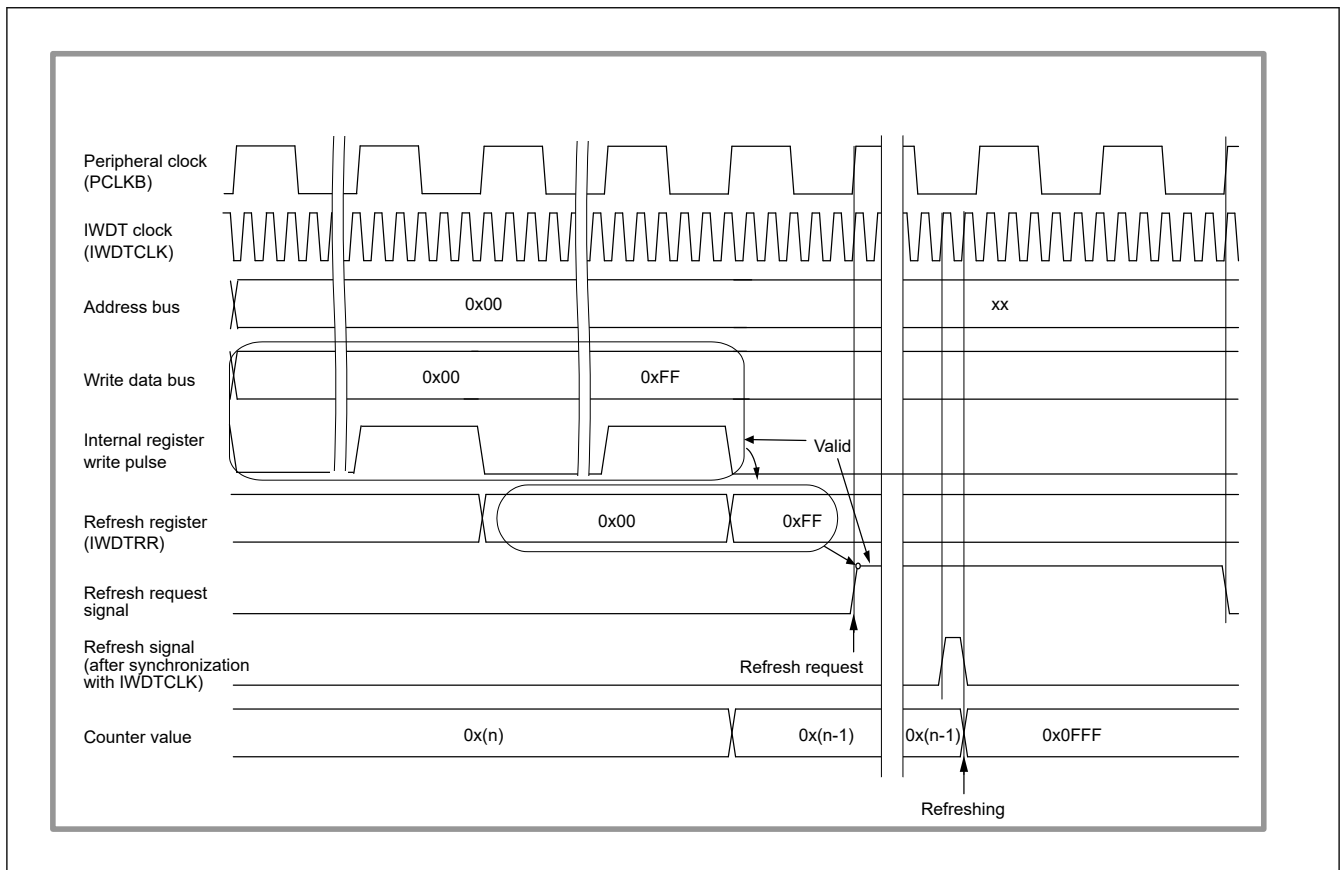 Peripheral clock
(PCLKB)
IWDT clock
(IWDTCLK)
Address bus
0x00
xx
Write data bus
0x00
0xFF
Internal register
write pulse
Valid
Refresh register
(IWDTRR)
0x00
0xFF
Refresh request
signal
Refresh request
Refresh signal
(after synchronization
with IWDTCLK)
Counter value
0x(n)
0x(n-1)
0x(n-1)
0x0FFF
Refreshing